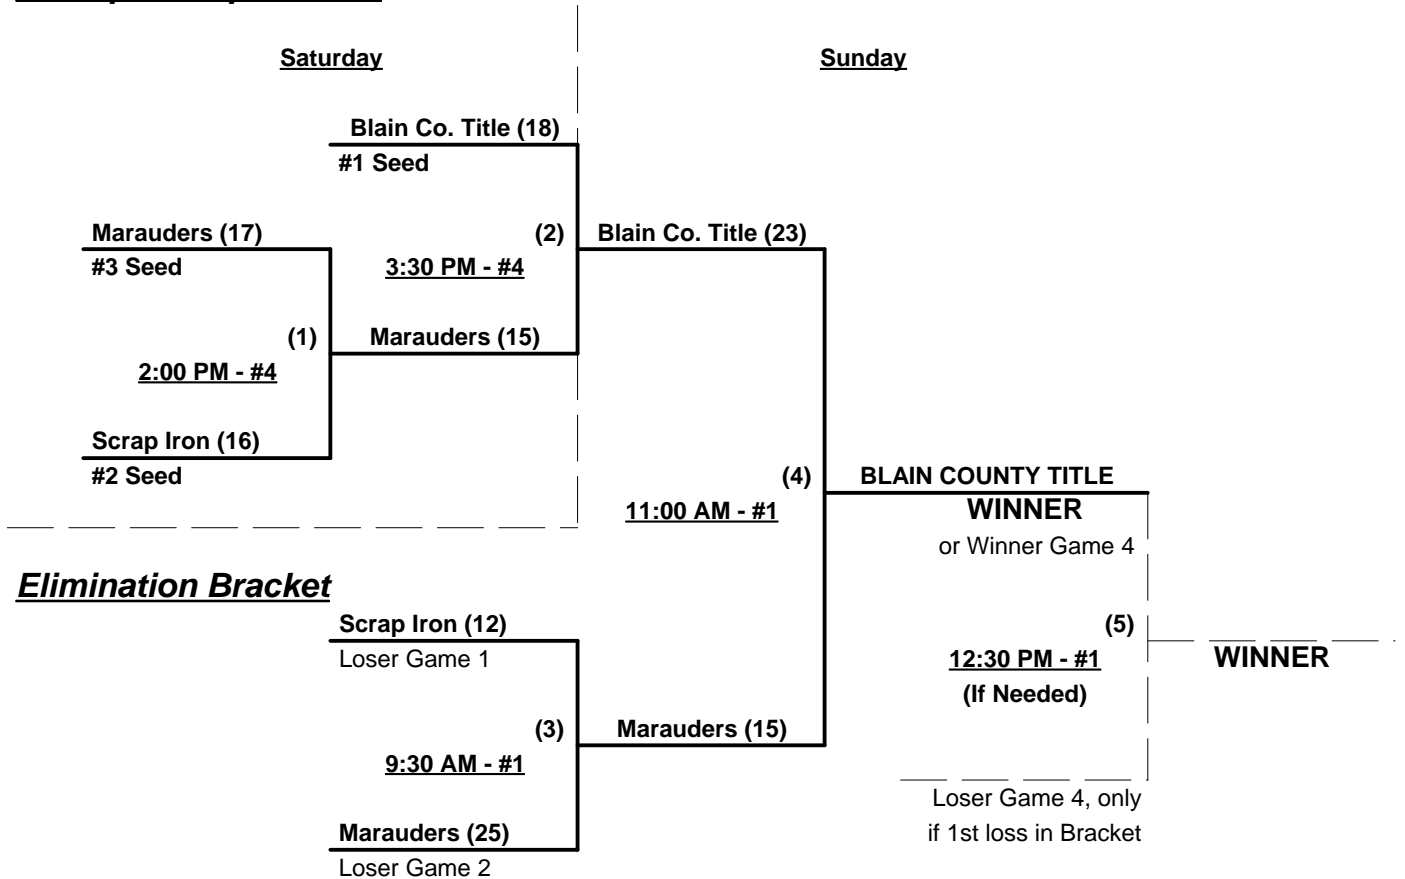 Saturday
Sunday
Blain Co. Title (18)
#1 Seed
Marauders (17)
#3 Seed
(2)
3:30 PM - #4
Blain Co. Title (23)
(1)
2:00 PM - #4
Marauders (15)
Scrap Iron (16)
#2 Seed
(4)
11:00 AM - #1
BLAIN COUNTY TITLE
WINNER
or Winner Game 4
Elimination Bracket
Scrap Iron (12)
Loser Game 1
(5)
12:30 PM - #1
(If Needed)
WINNER
(3)
9:30 AM - #1
Marauders (15)
Marauders (25)
Loser Game 2
Loser Game 4, only
if 1st loss in Bracket